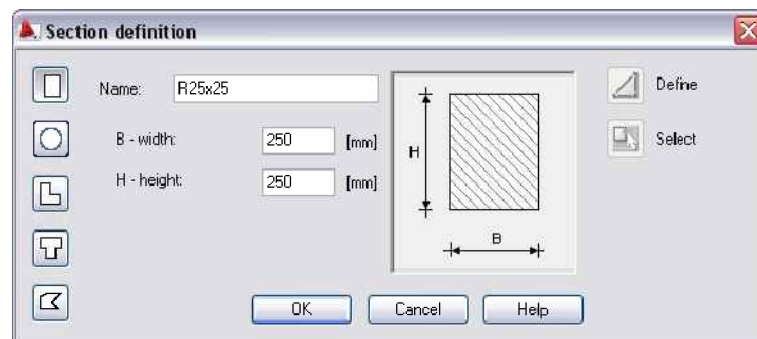 Section definition
Name: R25x25
B - width: 250 [mm]
H - height: 250 [mm]
H
B
Define
Select
OK Cancel Help